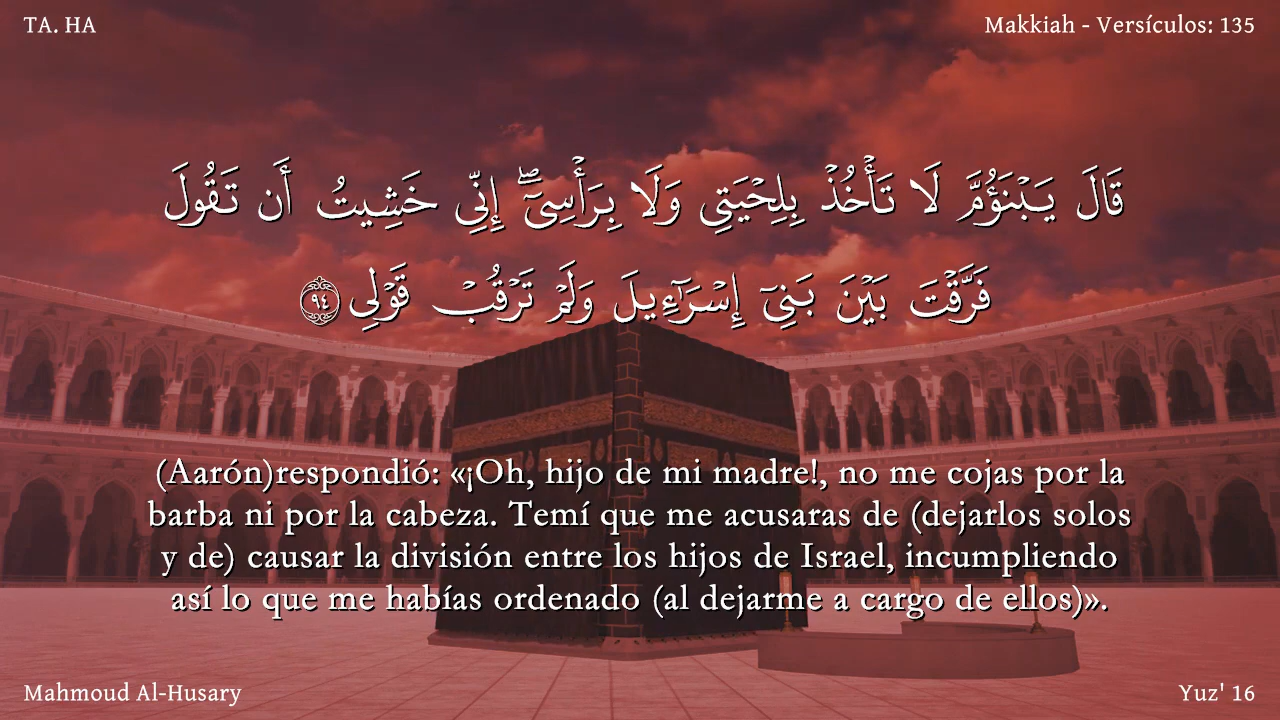 TA. HA
Makkiah - Versículos: 135
قَالَ يَبْنَؤُمَّ لَا تَأْخُذْ بِلِحْيَتِى وَلَا بِرَأْسِىٓ ۖ إِنِّى خَشِيتُ أَن تَقُولَ
فَرَّقْتَ بَيْنَ بَنِىٓ إِسْرَٰٓءِيلَ وَلَمْ تَرْقُبْ قَوْلِى ٩٤
(Aarón)respondió: «¡Oh, hijo de mi madre!, no me cojas por la
barba ni por la cabeza. Temí que me acusaras de (dejarlos solos
y de) causar la división entre los hijos de Israel, incumpliendo
así lo que me habías ordenado (al dejarme a cargo de ellos)».
Mahmoud Al-Husary
Yuz' 16